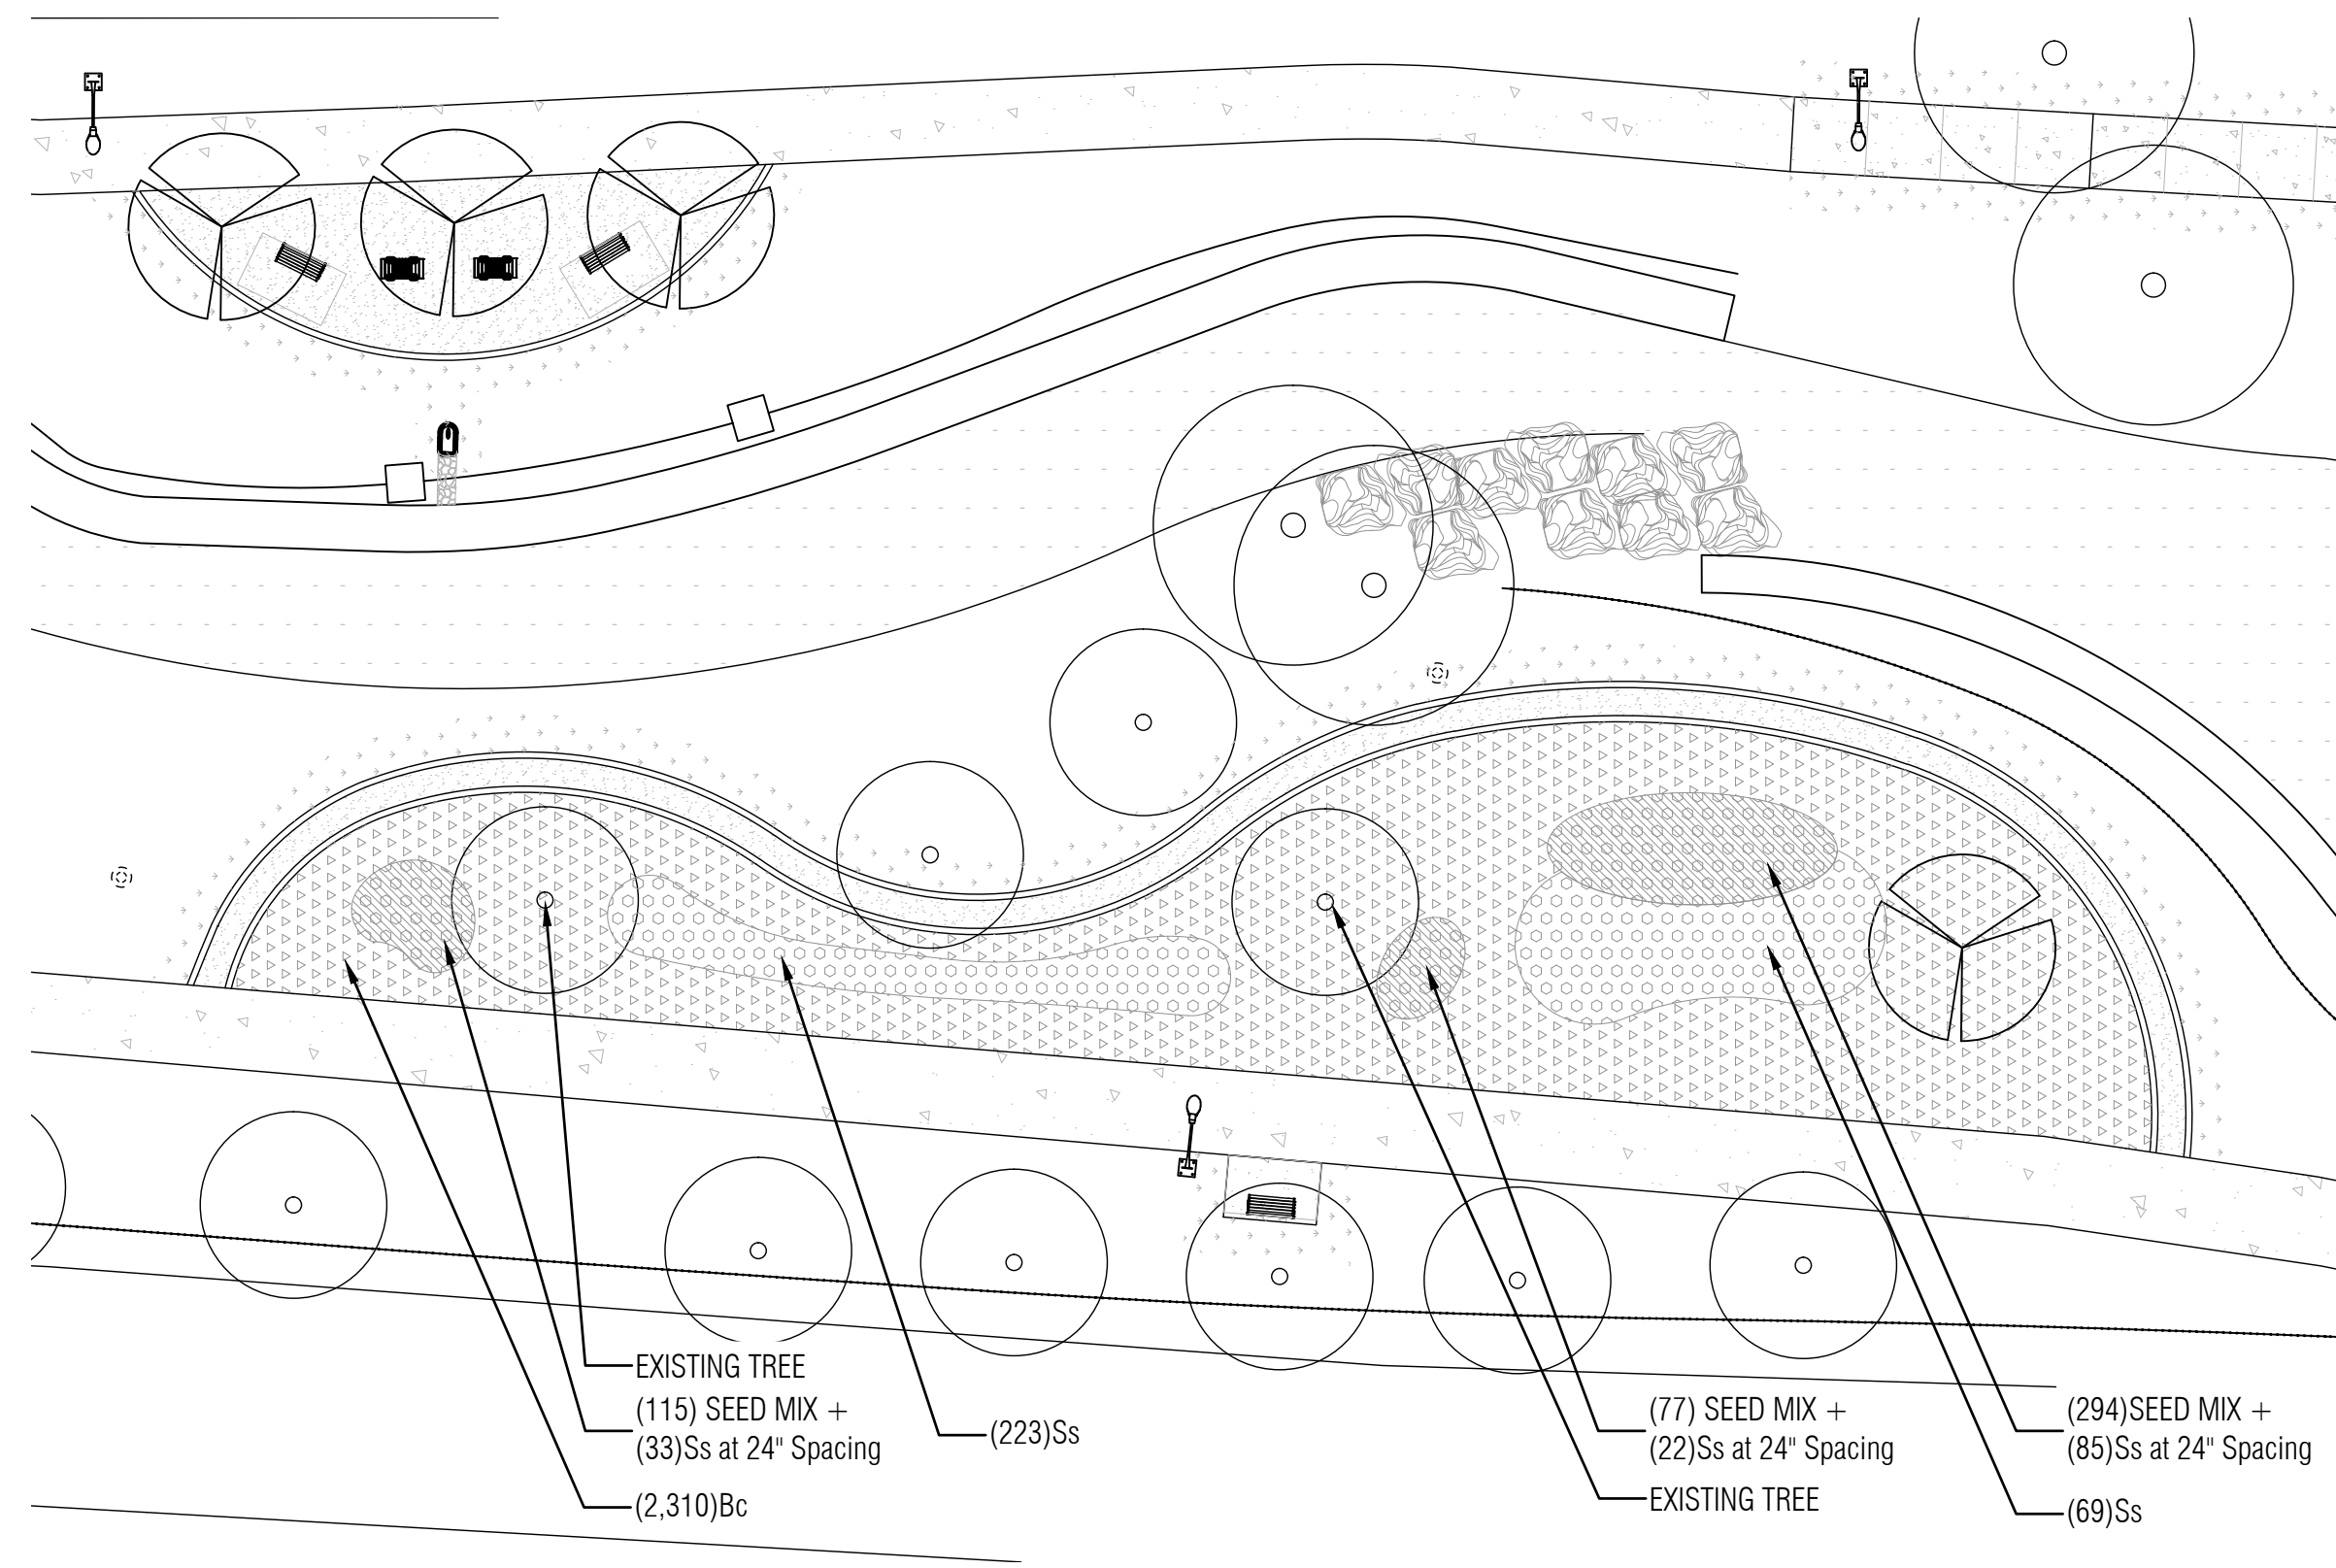 EXISTING TREE
(115) SEED MIX +
(33)Ss at 24" Spacing
(2,310)Bc
(223)Ss
(77) SEED MIX +
(22)Ss at 24" Spacing
EXISTING TREE
(294)SEED MIX +
(85)Ss at 24" Spacing
(69)Ss